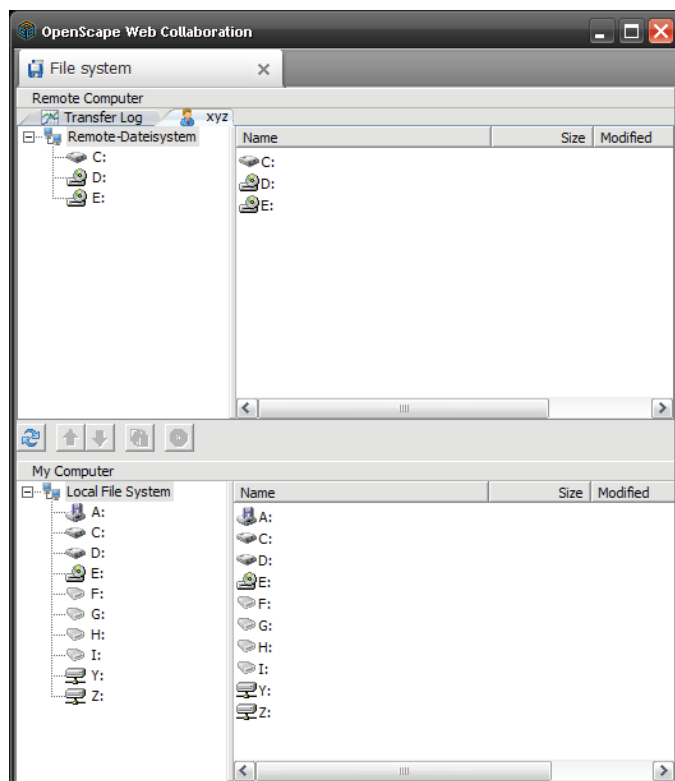 OpenScape Web Collaboration
File system
Remote Computer
Transfer Log xyz
Remote-Dateisystem
C:
D:
E:
Name Size Modified
C:
D:
E:
My Computer
Local File System
A:
C:
D:
E:
F:
G:
H:
I:
Y:
Z:
Name Size Modified
A:
C:
D:
E:
F:
G:
H:
I:
Y:
Z: